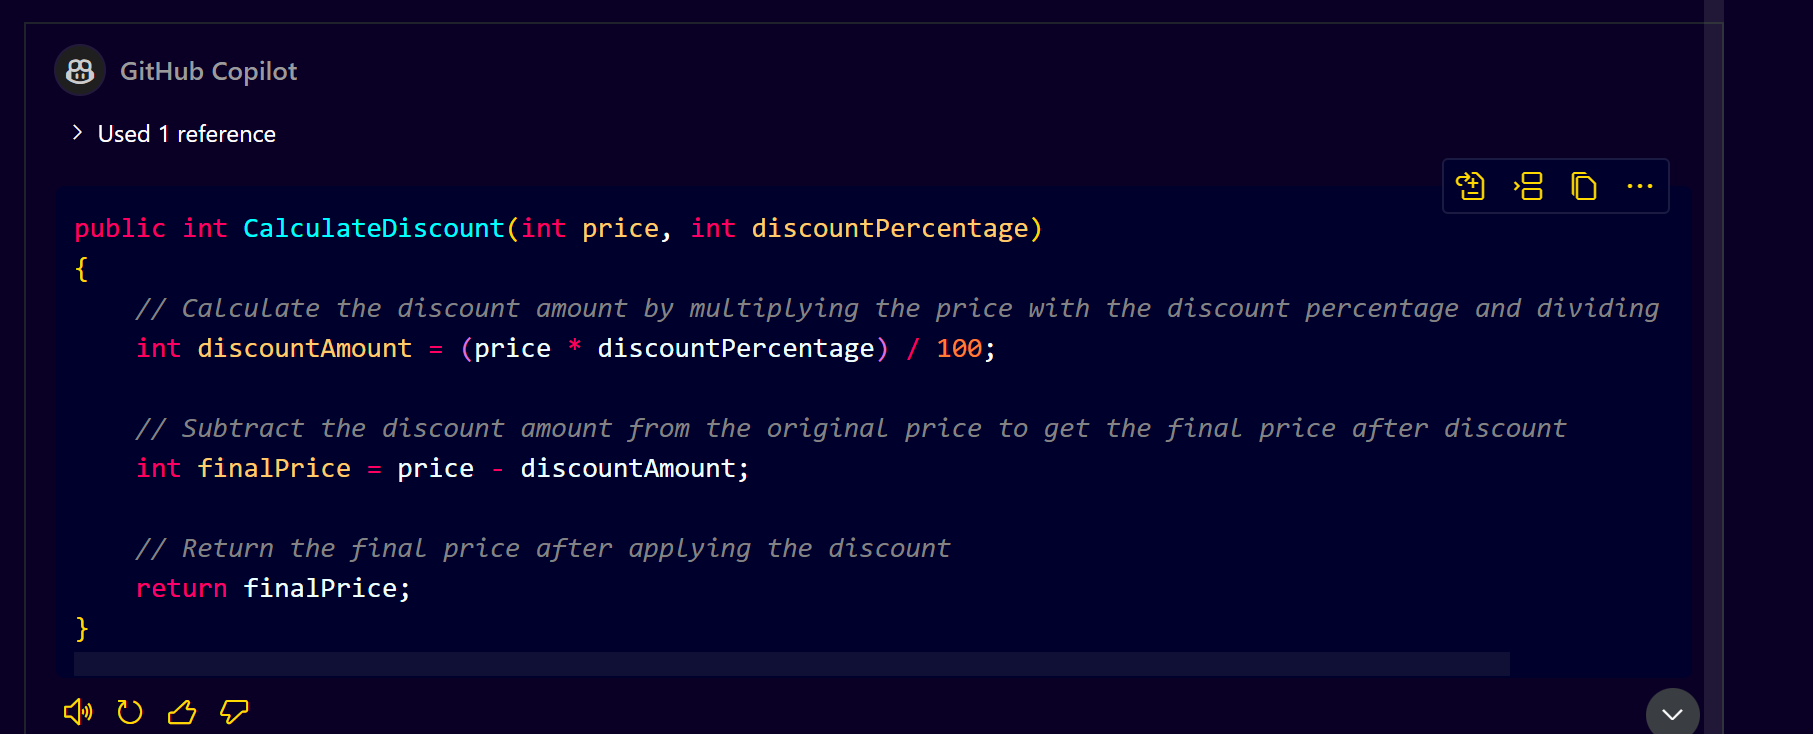 GitHub Copilot
Used 1 reference
public int CalculateDiscount(int price, int discountPercentage)
{
    // Calculate the discount amount by multiplying the price with the discount percentage and dividing
    int discountAmount = (price * discountPercentage) / 100;
    // Subtract the discount amount from the original price to get the final price after discount
    int finalPrice = price - discountAmount;
    // Return the final price after applying the discount
    return finalPrice;
}